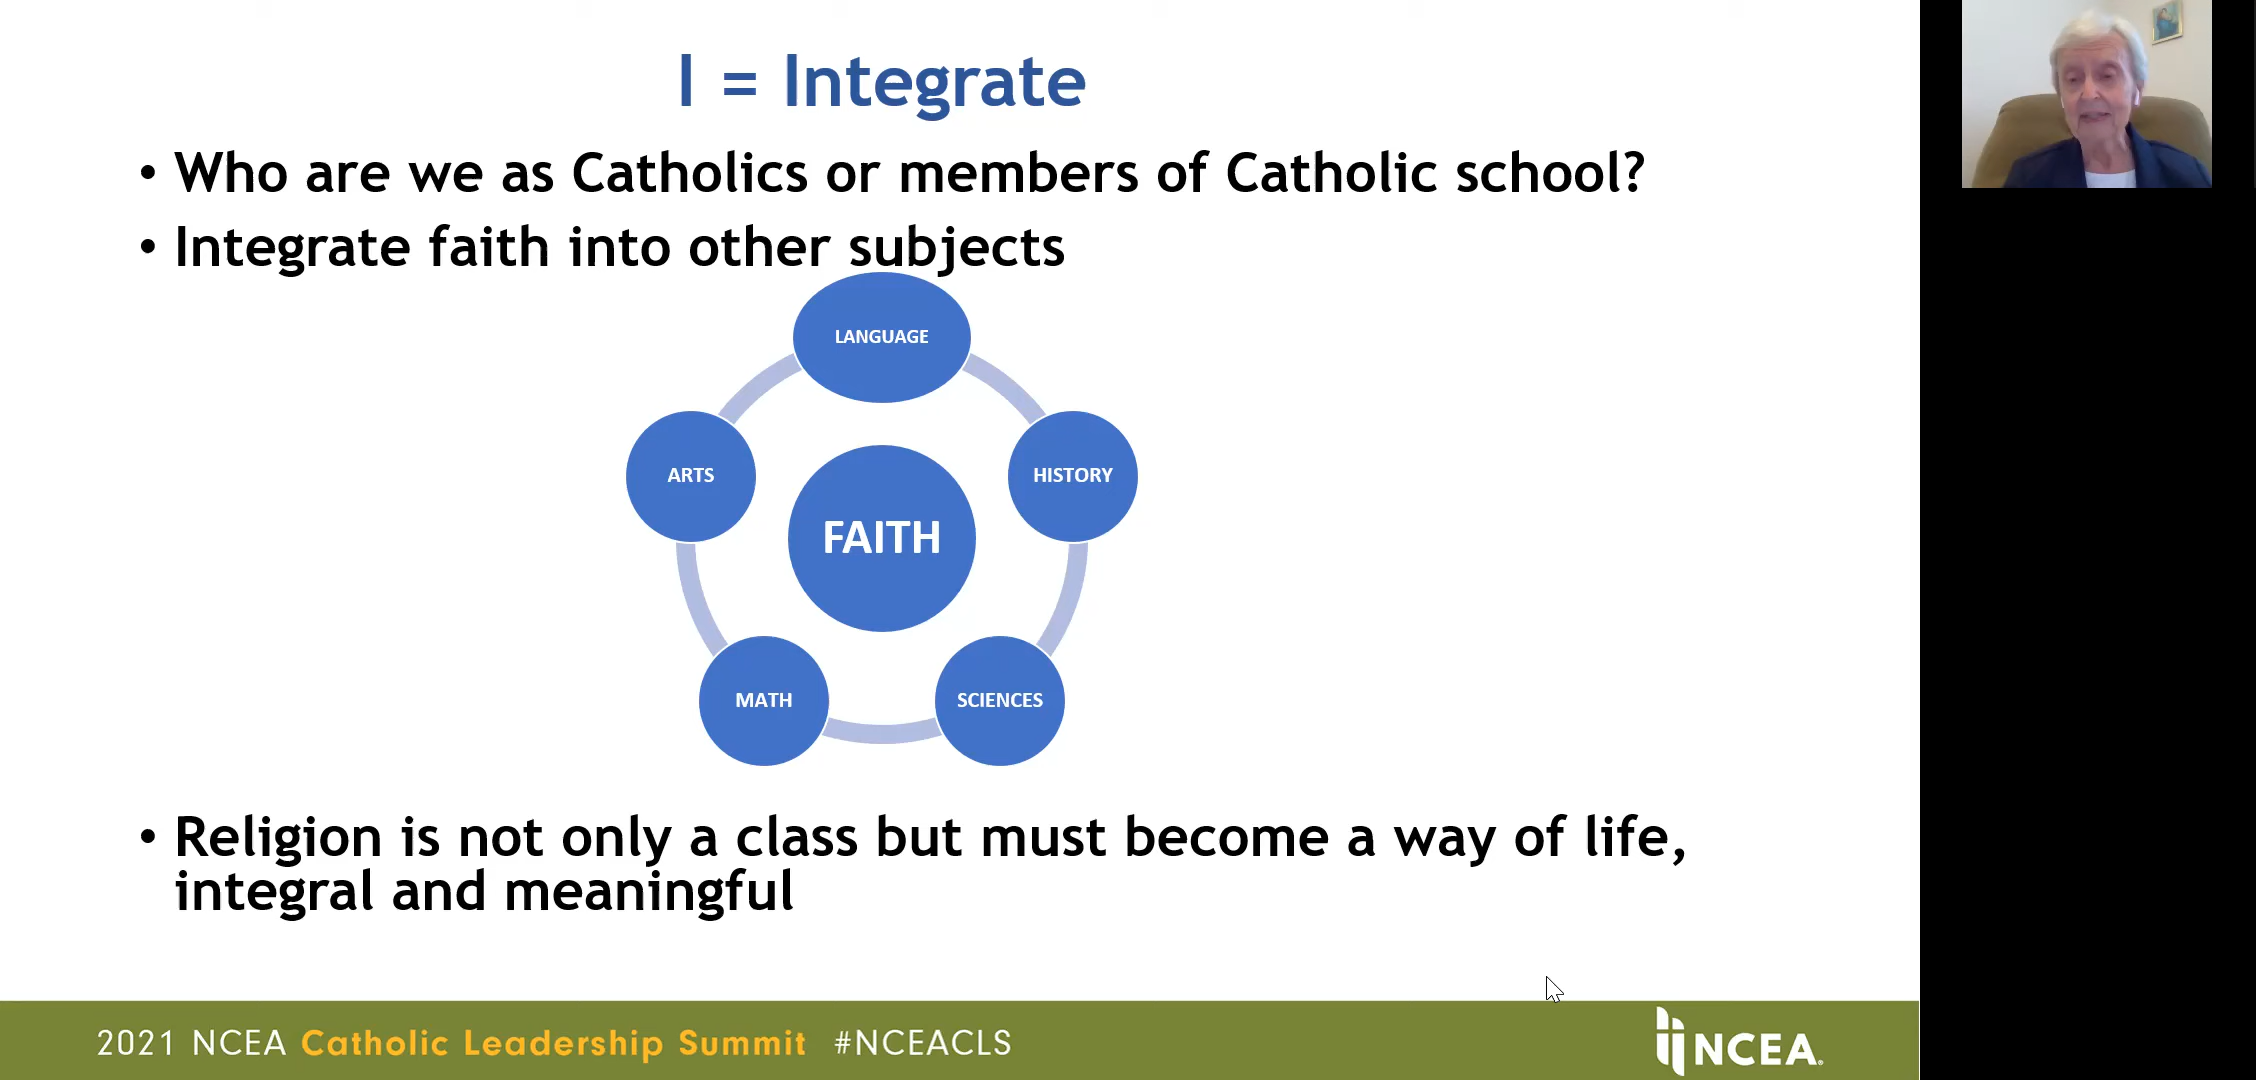 I = Integrate
• Who are we as Catholics or members of Catholic school?
• Integrate faith into other subjects
LANGUAGE
ARTS
HISTORY
FAITH
MATH
SCIENCES
• Religion is not only a class but must become a way of life,
integral and meaningful
2021 NCEA Catholic Leadership Summit #NCEACLS
NCEA.